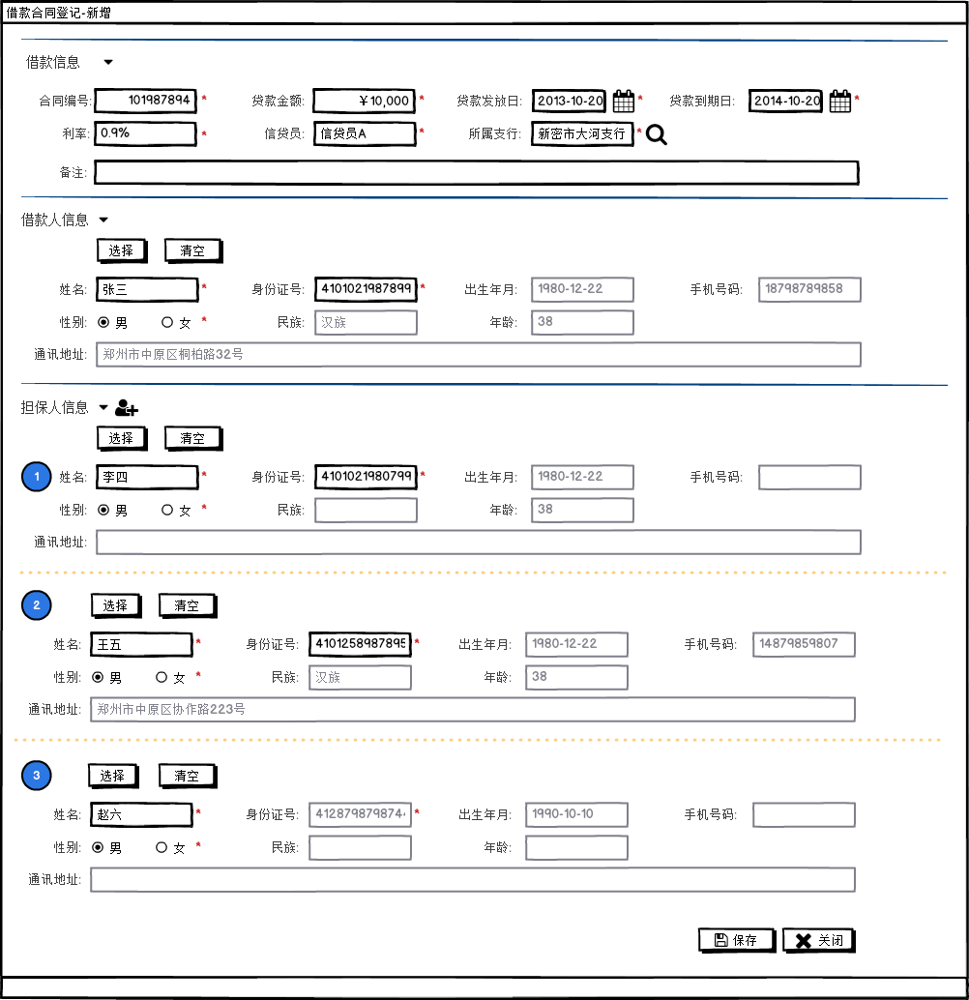 借款合同登记-新增
借款信息
合同编号: 101987894 * 贷款金额: ￥10,000 * 贷款发放日: 2013-10-20 * 贷款到期日: 2014-10-20 *
利率: 0.9% * 信贷员: 信贷员A * 所属支行: 新密市大河支行 *
备注:
借款人信息
选择 清空
姓名: 张三 * 身份证号: 4101021987899 * 出生年月: 1980-12-22 手机号码: 18798789858
性别: 男 女 * 民族: 汉族 年龄: 38
通讯地址: 郑州市中原区桐柏路32号
担保人信息
选择 清空
1 姓名: 李四 * 身份证号: 4101021980799 * 出生年月: 1980-12-22 手机号码:
性别: 男 女 * 民族: 年龄: 38
通讯地址:
2 选择 清空
姓名: 王五 * 身份证号: 4101258987895 * 出生年月: 1980-12-22 手机号码: 14879859807
性别: 男 女 * 民族: 汉族 年龄: 38
通讯地址: 郑州市中原区协作路223号
3 选择 清空
姓名: 赵六 * 身份证号: 412879879874 * 出生年月: 1990-10-10 手机号码:
性别: 男 女 * 民族: 年龄:
通讯地址:
保存 关闭